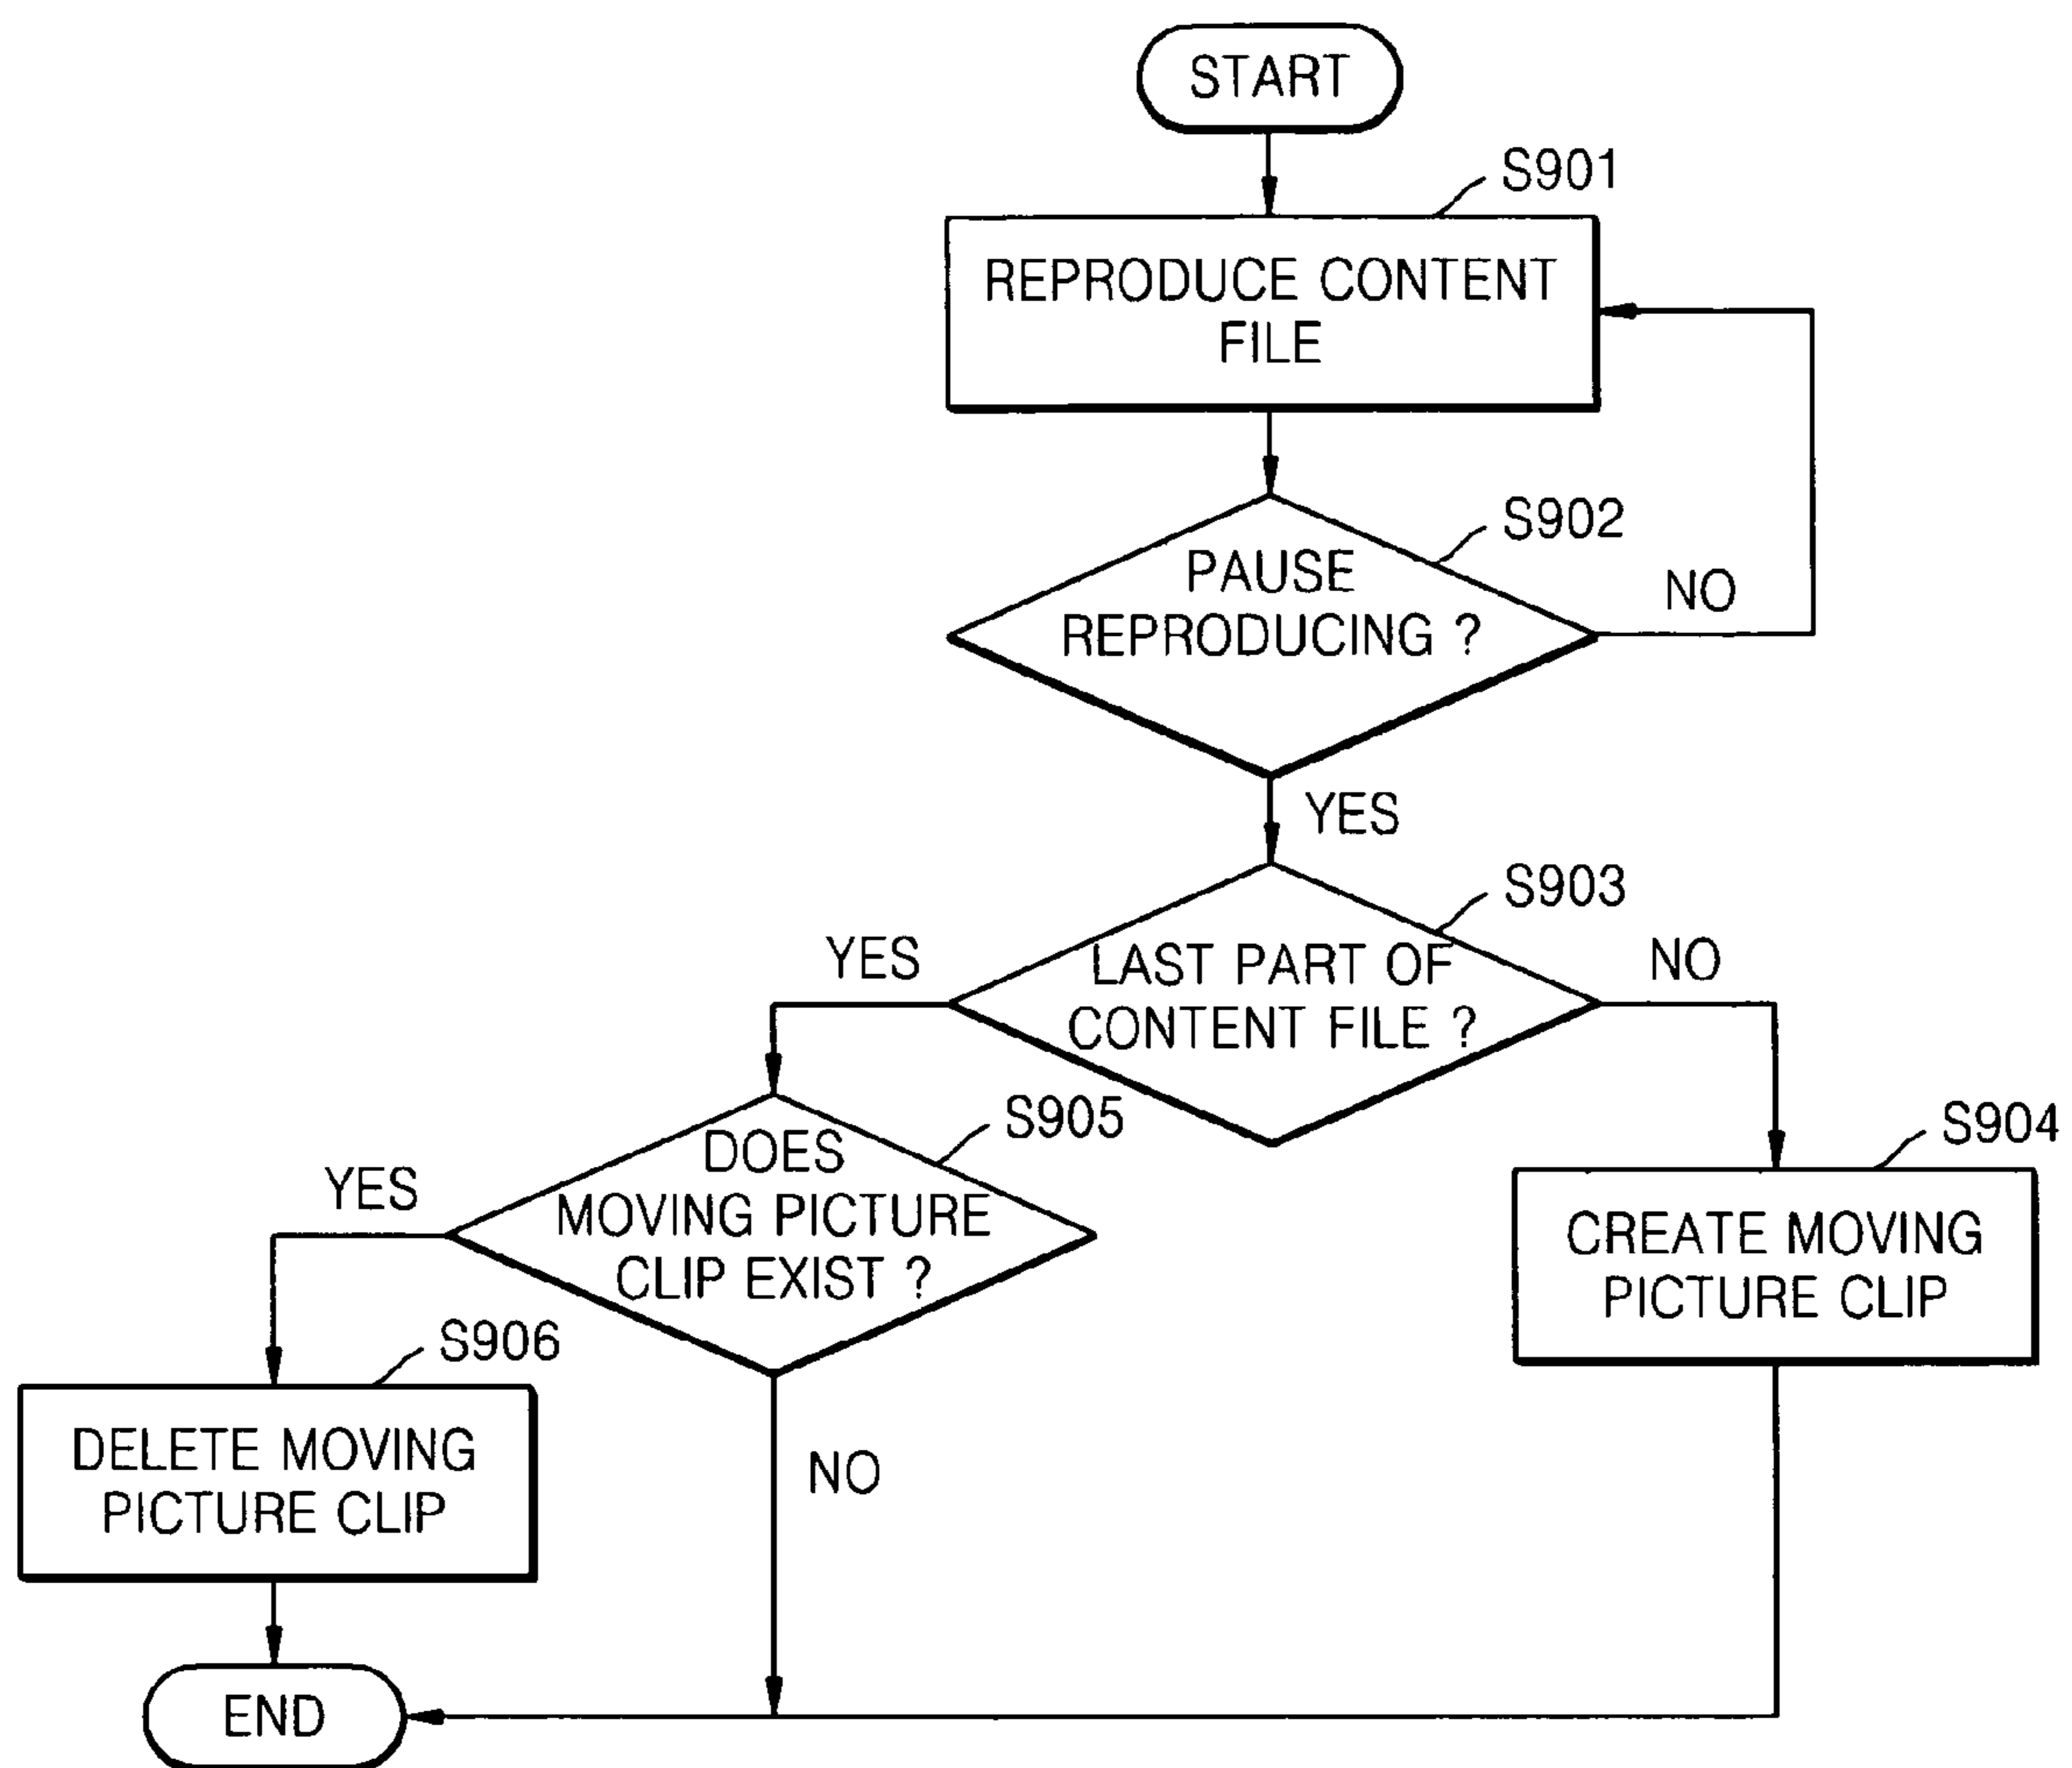 START
S901
REPRODUCE CONTENT
FILE
S902
PAUSE
REPRODUCING ?
NO
YES
S903
LAST PART OF
CONTENT FILE ?
YES
NO
S905
DOES
MOVING PICTURE
CLIP EXIST ?
YES
S904
CREATE MOVING
PICTURE CLIP
S906
DELETE MOVING
PICTURE CLIP
NO
END